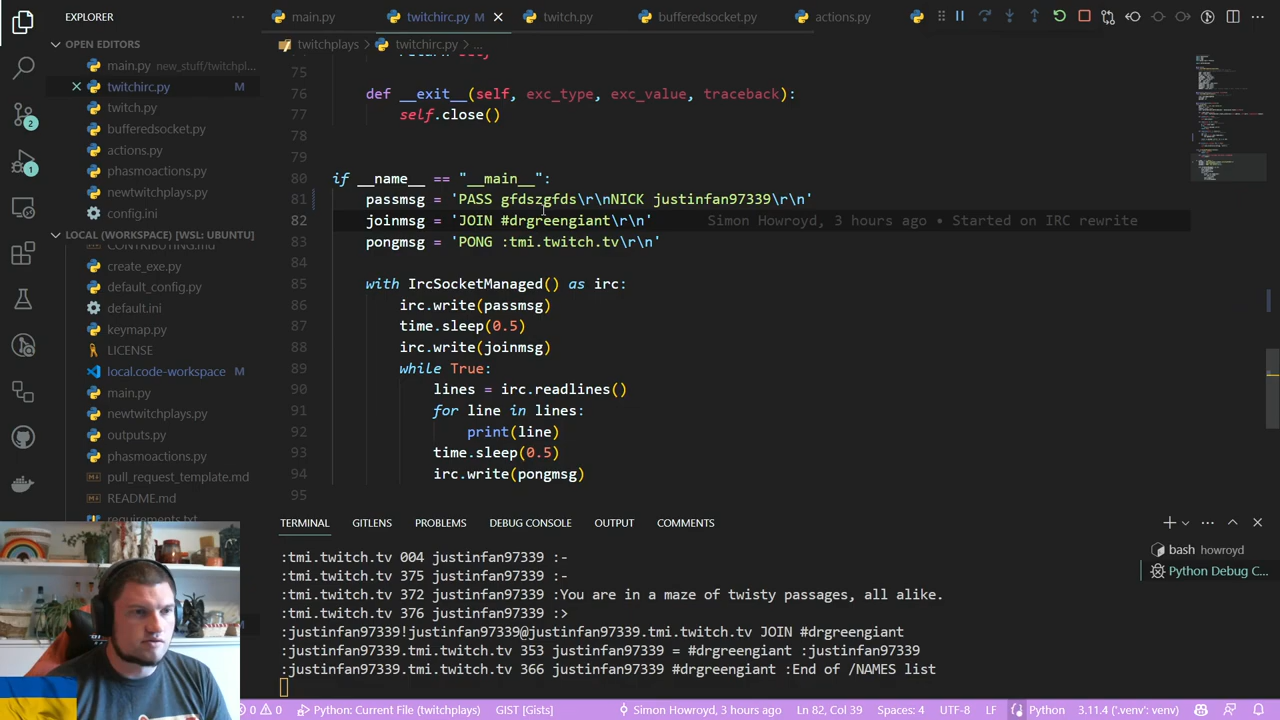 EXPLORER
OPEN EDITORS
main.py new_stuff/twitchpl...
twitchirc.py M
twitch.py
bufferedsocket.py
actions.py
phasmoactions.py
newtwitchplays.py
config.ini
LOCAL (WORKSPACE) [WSL: UBUNTU]
CONTRIBUTING.md
create_exe.py
default_config.py
default.ini
keymap.py
LICENSE
local.code-workspace M
main.py
newtwitchplays.py
outputs.py
phasmoactions.py
pull_request_template.md
README.md
requirements.txt
2
1
main.py
twitchirc.py M
twitch.py
bufferedsocket.py
actions.py
twitchplays > twitchirc.py > ...
return self
75
76 def __exit__(self, exc_type, exc_value, traceback):
77 self.close()
78
79
80 if __name__ == "__main__":
81 passmsg = 'PASS gfdszgfds\r\nNICK justinfan97339\r\n'
82 joinmsg = 'JOIN #drgreengiant\r\n' Simon Howroyd, 3 hours ago • Started on IRC rewrite
83 pongmsg = 'PONG :tmi.twitch.tv\r\n'
84
85 with IrcSocketManaged() as irc:
86 irc.write(passmsg)
87 time.sleep(0.5)
88 irc.write(joinmsg)
89 while True:
90 lines = irc.readlines()
91 for line in lines:
92 print(line)
93 time.sleep(0.5)
94 irc.write(pongmsg)
95
TERMINAL GITLENS PROBLEMS DEBUG CONSOLE OUTPUT COMMENTS
:tmi.twitch.tv 004 justinfan97339 :-
:tmi.twitch.tv 375 justinfan97339 :-
:tmi.twitch.tv 372 justinfan97339 :You are in a maze of twisty passages, all alike.
:tmi.twitch.tv 376 justinfan97339 :>
:justinfan97339!justinfan97339@justinfan97339.tmi.twitch.tv JOIN #drgreengiant
:justinfan97339.tmi.twitch.tv 353 justinfan97339 = #drgreengiant :justinfan97339
:justinfan97339.tmi.twitch.tv 366 justinfan97339 #drgreengiant :End of /NAMES list
bash howroyd
Python Debug C...
0 0 Python: Current File (twitchplays) GIST [Gists] Simon Howroyd, 3 hours ago Ln 82, Col 39 Spaces: 4 UTF-8 LF Python 3.11.4 ('.venv': venv)